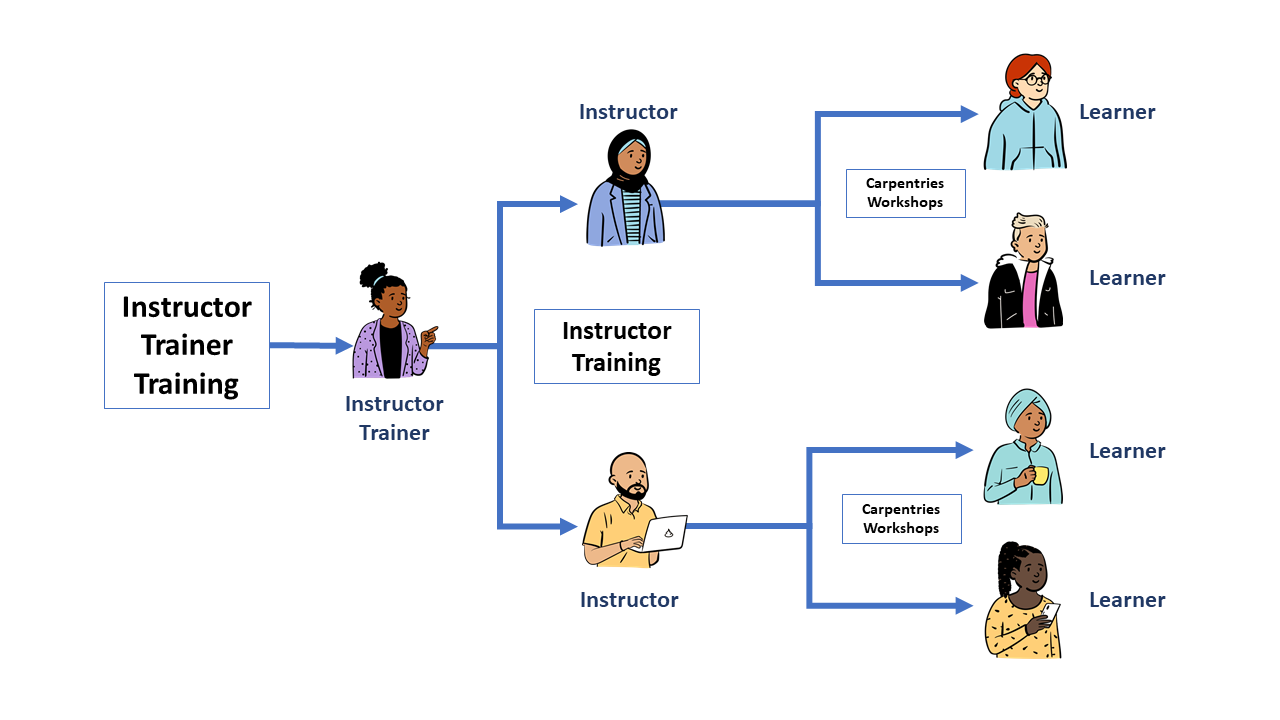 Instructor
Trainer
Training
Instructor
Trainer
Instructor
Instructor
Training
Instructor
Carpentries
Workshops
Learner
Learner
Carpentries
Workshops
Learner
Learner